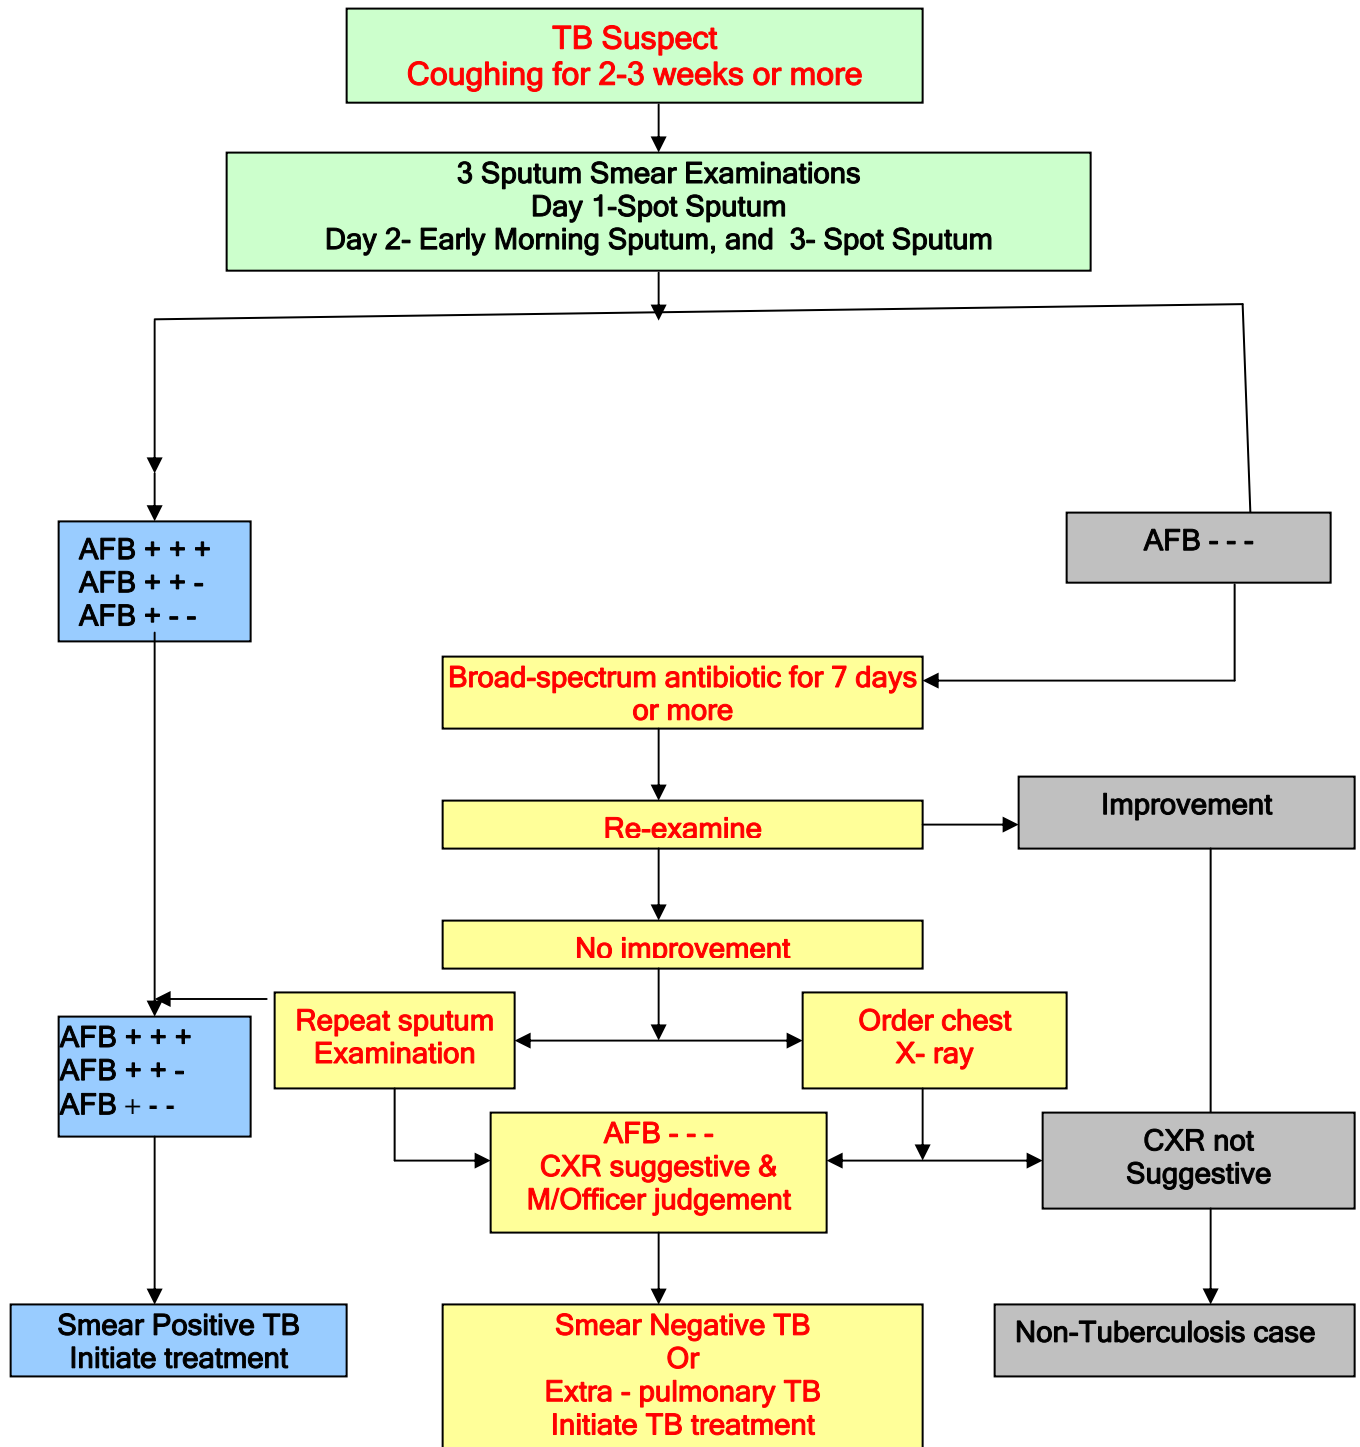 TB Suspect
Coughing for 2-3 weeks or more
3 Sputum Smear Examinations
Day 1-Spot Sputum
Day 2- Early Morning Sputum, and  3- Spot Sputum
AFB + + +
AFB + + -
AFB + - -
AFB - - -
Broad-spectrum antibiotic for 7 days
or more
Re-examine
Improvement
No improvement
Repeat sputum
Examination
Order chest
X- ray
AFB + + +
AFB + + -
AFB + - -
AFB - - -
CXR suggestive &
M/Officer judgement
CXR not
Suggestive
Smear Positive TB
Initiate treatment
Smear Negative TB
Or
Extra - pulmonary TB
Initiate TB treatment
Non-Tuberculosis case